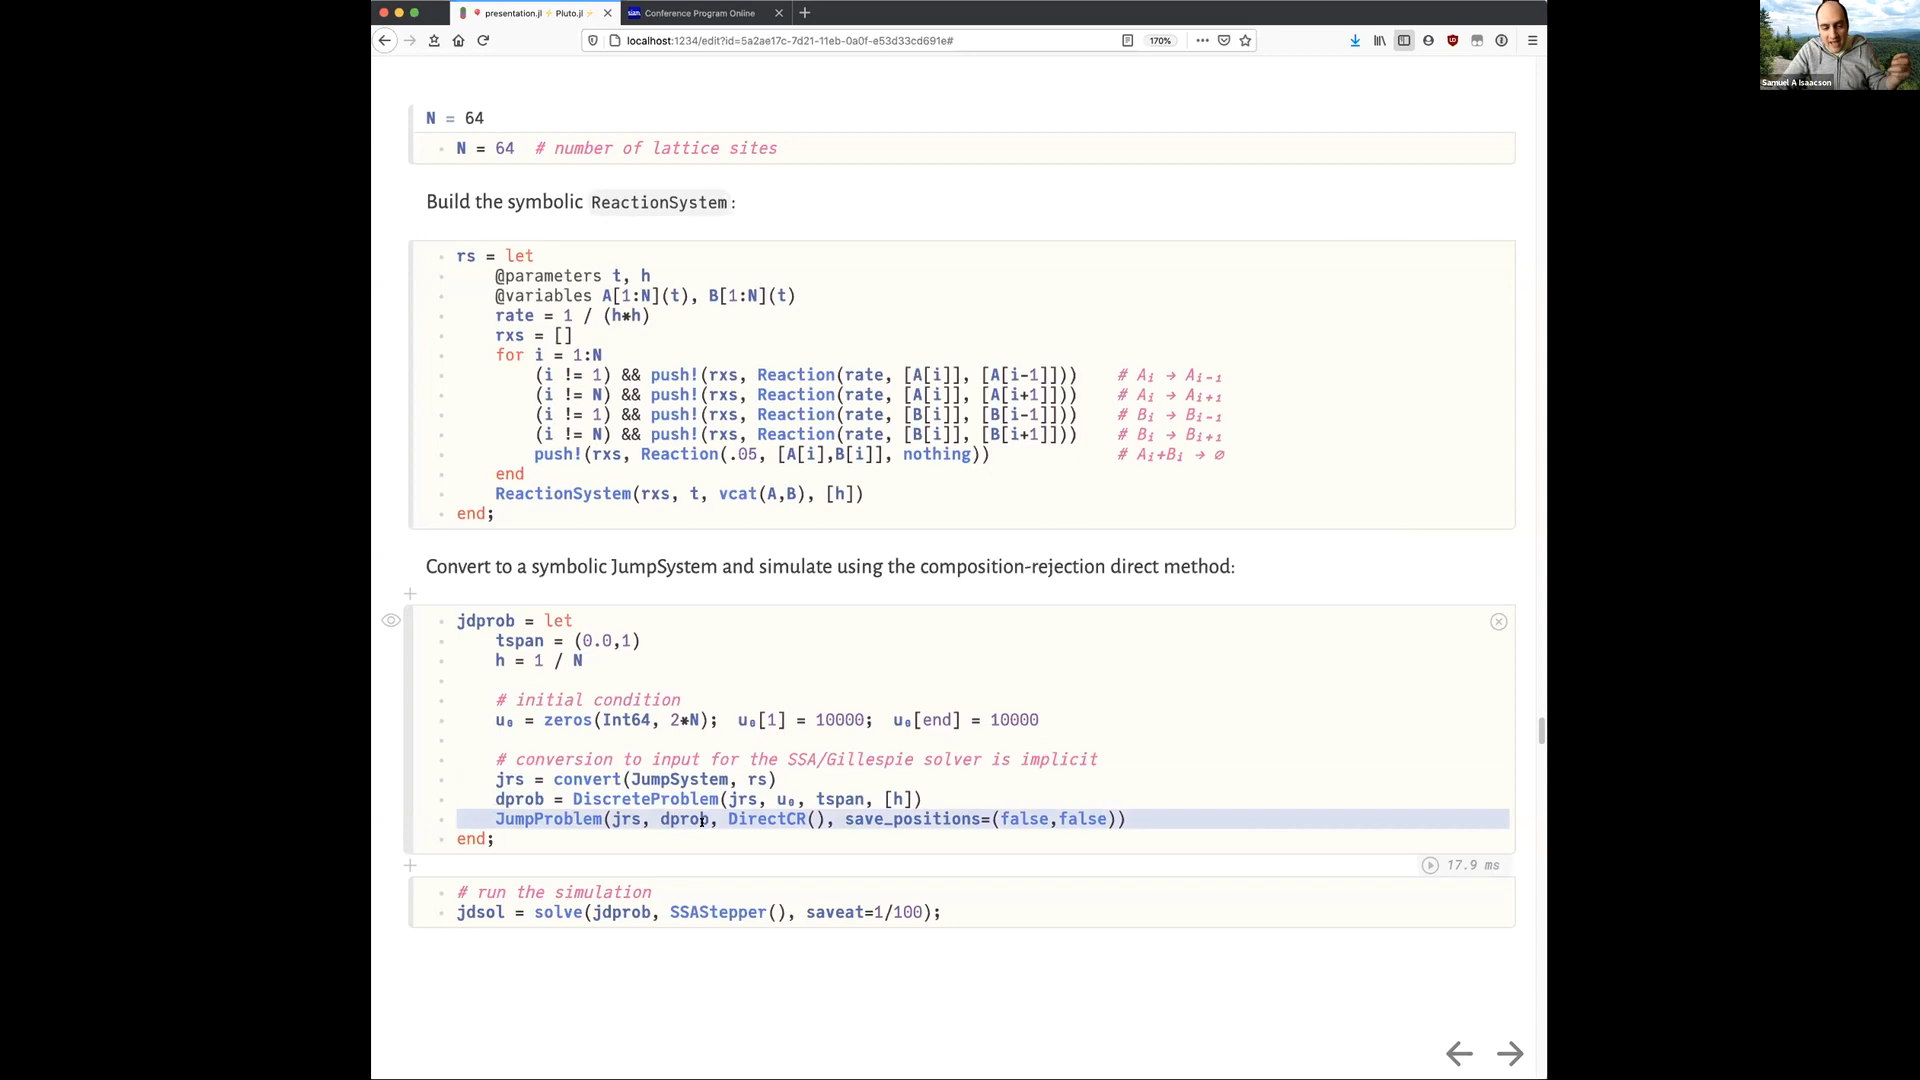 presentation.jl ⚡ Pluto.jl ⚡
Conference Program Online
localhost:1234/edit?id=5a2ae17c-7d21-11eb-0a0f-e53d33cd691e#
170%
Samuel A Isaacson
N = 64
N = 64 # number of lattice sites
Build the symbolic ReactionSystem:
rs = let
@parameters t, h
@variables A[1:N](t), B[1:N](t)
rate = 1 / (h*h)
rxs = []
for i = 1:N
(i != 1) && push!(rxs, Reaction(rate, [A[i]], [A[i-1]])) # Aᵢ → Aᵢ₋₁
(i != N) && push!(rxs, Reaction(rate, [A[i]], [A[i+1]])) # Aᵢ → Aᵢ₊₁
(i != 1) && push!(rxs, Reaction(rate, [B[i]], [B[i-1]])) # Bᵢ → Bᵢ₋₁
(i != N) && push!(rxs, Reaction(rate, [B[i]], [B[i+1]])) # Bᵢ → Bᵢ₊₁
push!(rxs, Reaction(.05, [A[i],B[i]], nothing)) # Aᵢ+Bᵢ → ∅
end
ReactionSystem(rxs, t, vcat(A,B), [h])
end;
Convert to a symbolic JumpSystem and simulate using the composition-rejection direct method:
jdprob = let
tspan = (0.0,1)
h = 1 / N
# initial condition
u₀ = zeros(Int64, 2*N); u₀[1] = 10000; u₀[end] = 10000
# conversion to input for the SSA/Gillespie solver is implicit
jrs = convert(JumpSystem, rs)
dprob = DiscreteProblem(jrs, u₀, tspan, [h])
JumpProblem(jrs, dprob, DirectCR(), save_positions=(false,false))
end;
17.9 ms
# run the simulation
jdsol = solve(jdprob, SSAStepper(), saveat=1/100);